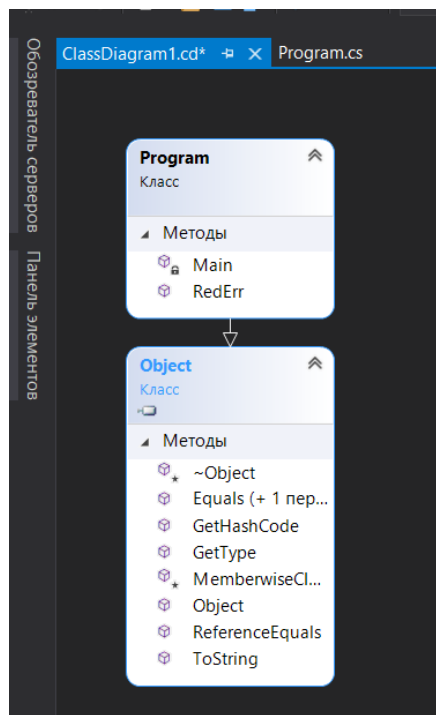 ClassDiagram1.cd*
Program.cs
Обозреватель серверов
Панель элементов
Program
Класс
Методы
Main
RedErr
Object
Класс
Методы
~Object
Equals (+ 1 пер...
GetHashCode
GetType
MemberwiseCl...
Object
ReferenceEquals
ToString